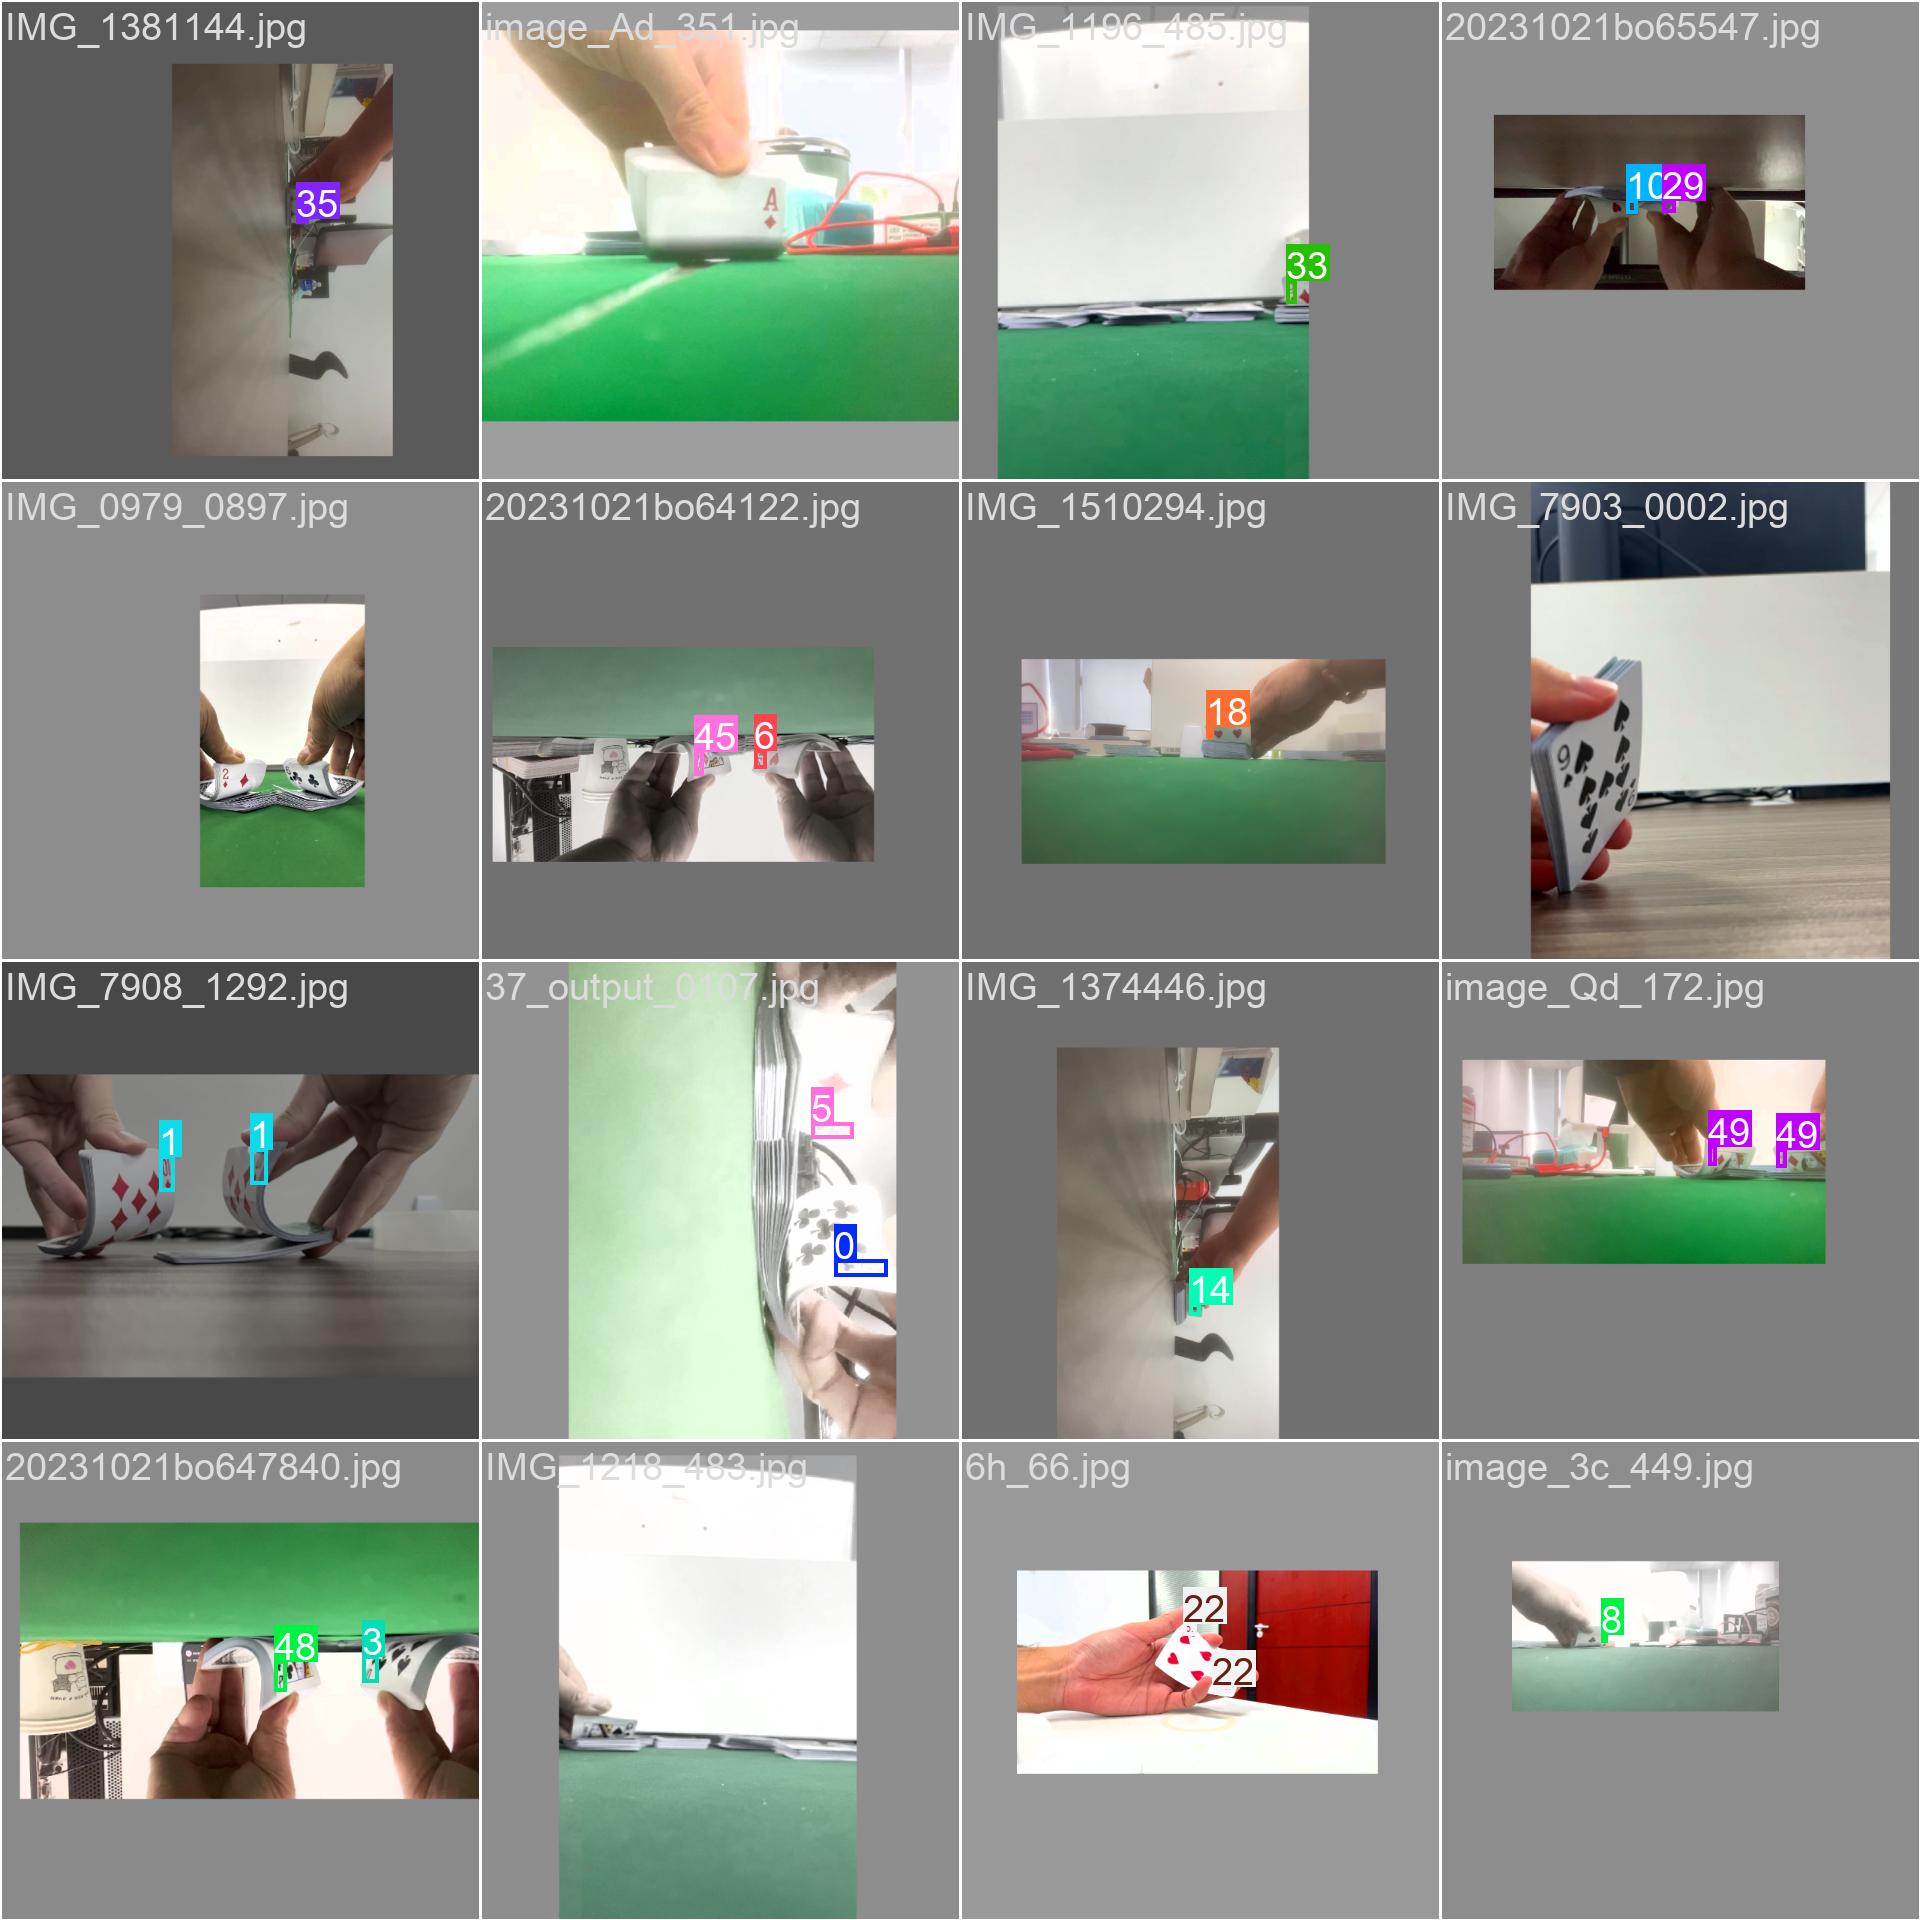 IMG_1381144.jpg
image_Ad_351.jpg
IMG_1196_485.jpg
20231021bo65547.jpg
35
A
33
10
29
IMG_0979_0897.jpg
20231021bo64122.jpg
IMG_1510294.jpg
IMG_7903_0002.jpg
2
45
6
18
9
IMG_7908_1292.jpg
37_output_0107.jpg
IMG_1374446.jpg
image_Qd_172.jpg
1
1
5
0
14
49
49
20231021bo647840.jpg
IMG_1218_483.jpg
6h_66.jpg
image_3c_449.jpg
48
3
22
22
8